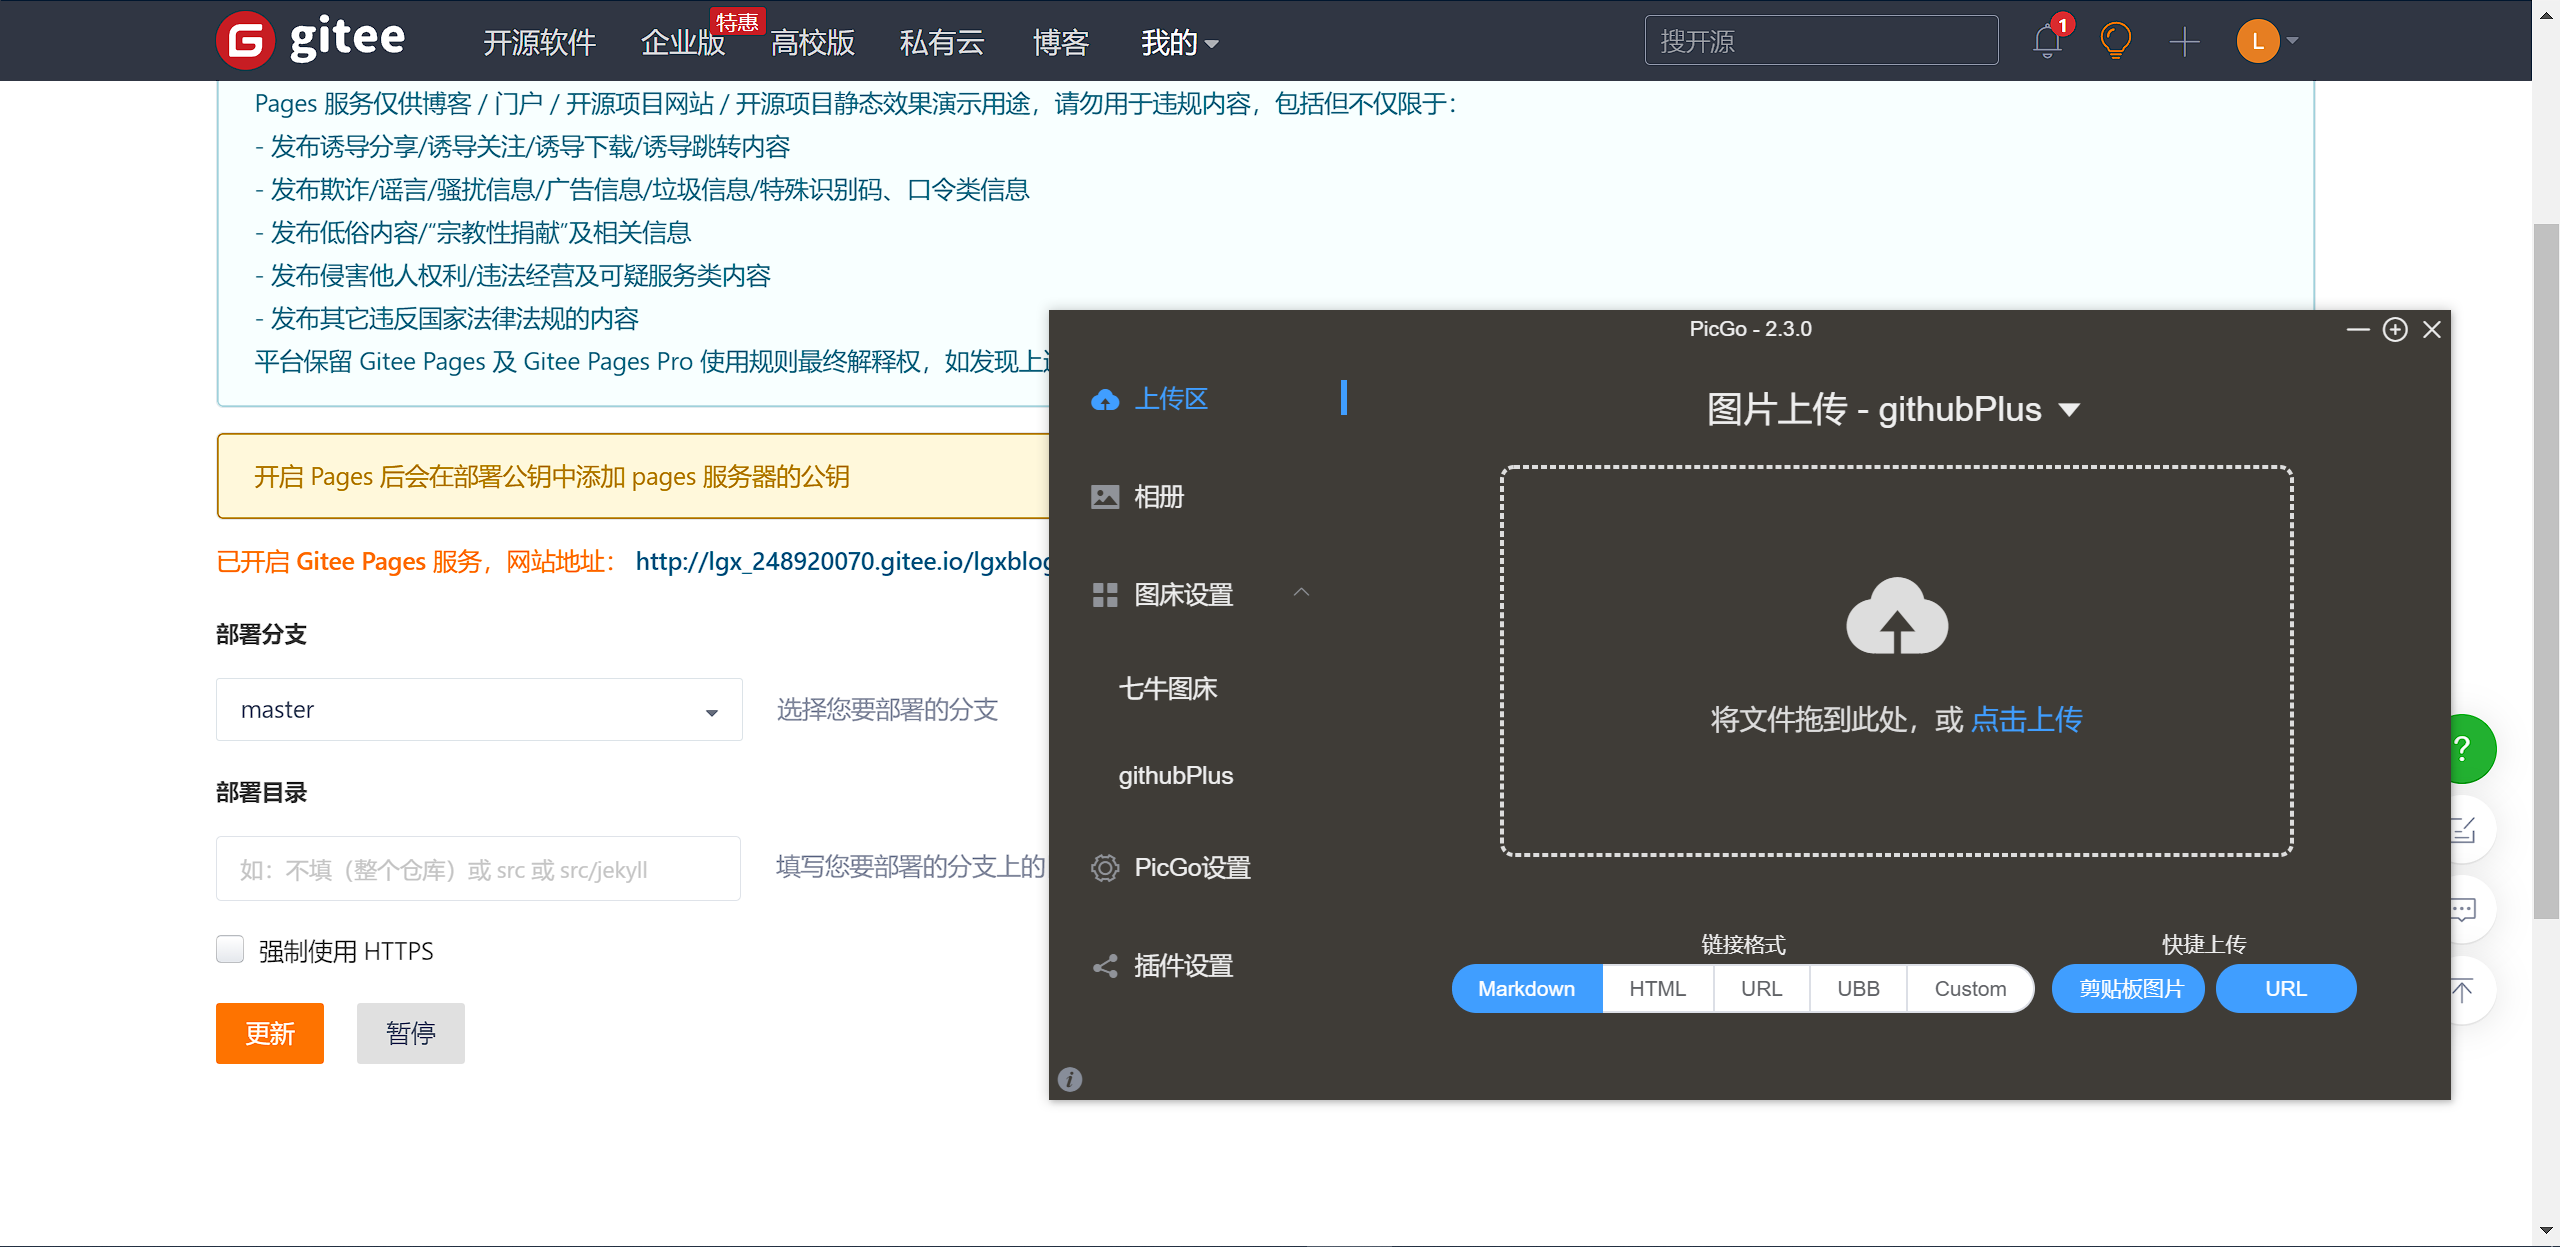 gitee
开源软件 企业版 特惠 高校版 私有云 博客 我的 搜开源 1 L
Pages 服务仅供博客 / 门户 / 开源项目网站 / 开源项目静态效果演示用途，请勿用于违规内容，包括但不仅限于：
- 发布诱导分享/诱导关注/诱导下载/诱导跳转内容
- 发布欺诈/谣言/骚扰信息/广告信息/垃圾信息/特殊识别码、口令类信息
- 发布低俗内容/“宗教性捐献”及相关信息
- 发布侵害他人权利/违法经营及可疑服务类内容
- 发布其它违反国家法律法规的内容
平台保留 Gitee Pages 及 Gitee Pages Pro 使用规则最终解释权，如发现上
开启 Pages 后会在部署公钥中添加 pages 服务器的公钥
已开启 Gitee Pages 服务，网站地址： http://lgx_248920070.gitee.io/lgxblog
部署分支
master
选择您要部署的分支
部署目录
如：不填（整个仓库）或 src 或 src/jekyll
填写您要部署的分支上的
强制使用 HTTPS
更新 暂停
PicGo - 2.3.0
上传区
相册
图床设置
七牛图床
githubPlus
PicGo设置
插件设置
图片上传 - githubPlus
将文件拖到此处，或 点击上传
链接格式
Markdown HTML URL UBB Custom
快捷上传
剪贴板图片 URL
?